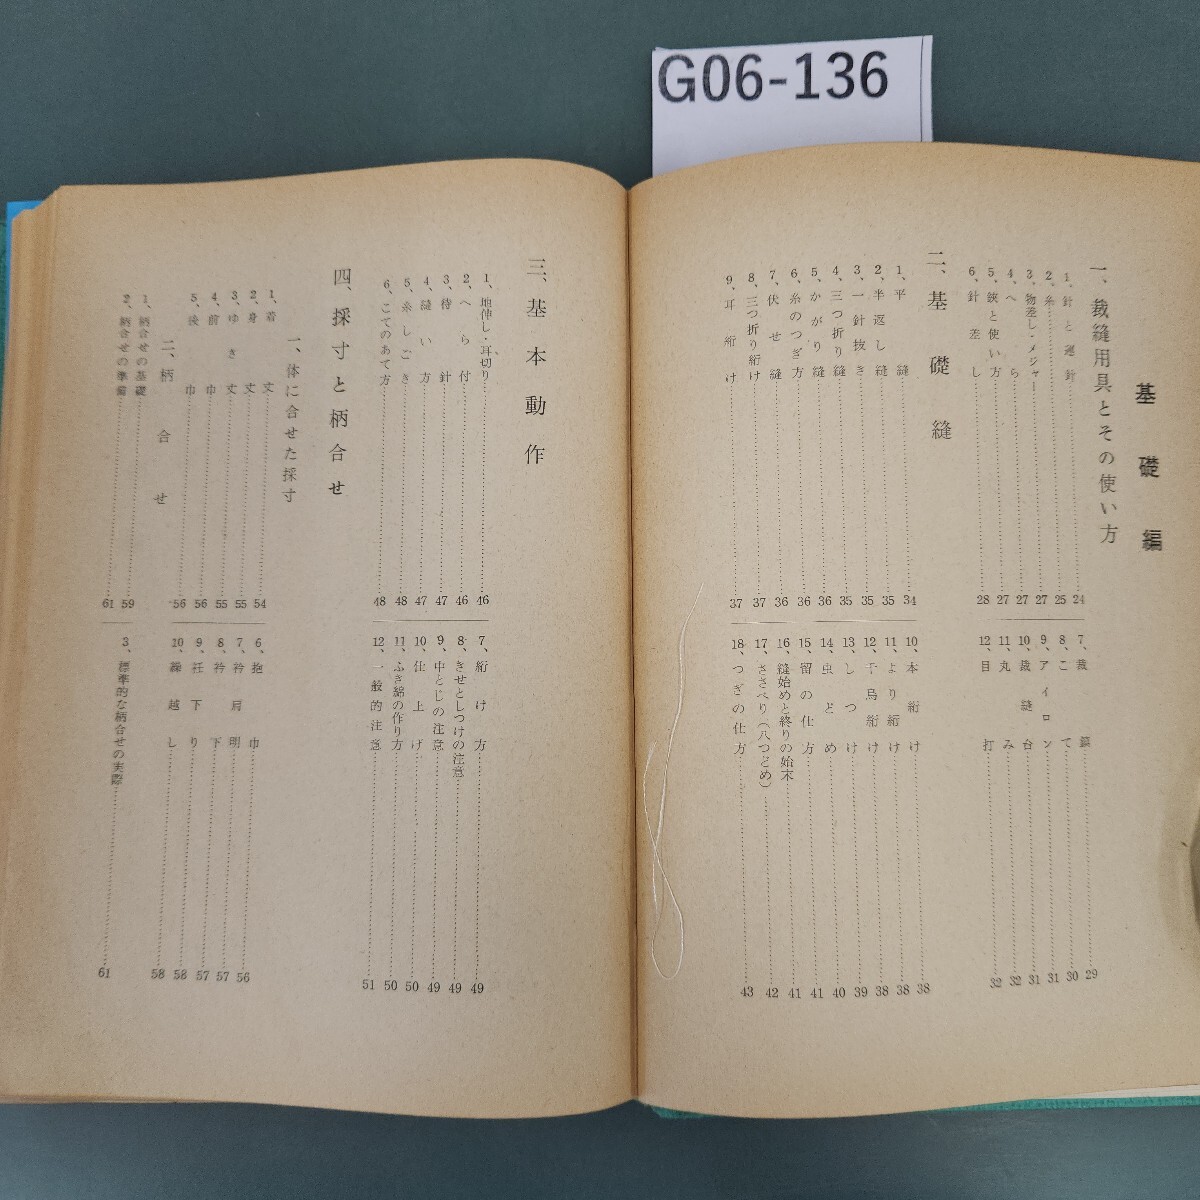 G06-136
基礎編
一、裁縫用具とその使い方
1、針と運針……24
2、糸……25
3、物差し・メジャー……27
4、へら……27
5、鋏と使い方……27
6、針差し……28
7、裁鋏……29
8、こて……30
9、アイロン……31
10、裁縫台……31
11、丸み……32
12、目打……32
二、基礎縫
1、平縫……34
2、半返し縫……35
3、一針抜き……35
4、三つ折り縫……35
5、かがり縫……36
6、糸のつぎ方……36
7、伏せ縫……36
8、三つ折り絎け……37
9、耳絎け……37
10、本絎け……38
11、より絎け……38
12、千鳥絎け……38
13、しつけ……39
14、虫どめ……40
15、留の仕方……41
16、縫始めと終りの始末……41
17、ささべり（八つどめ）……42
18、つぎの仕方……43
三、基本動作
1、地伸し・耳切り……46
2、へら付……46
3、待針……47
4、縫い方……47
5、糸しごき……48
6、こてのあて方……48
7、絎け方……49
8、きせとしつけの注意……49
9、中とじの注意……49
10、仕上げ……50
11、ふき綿の作り方……50
12、一般的注意……51
四、採寸と柄合せ
一、体に合せた採寸
1、着丈……54
2、身丈……55
3、ゆき丈……55
4、前巾……56
5、後巾……56
6、抱巾……56
7、衿肩明……57
8、衿下……57
9、衽下り……58
10、繰越し……58
二、柄合せ
1、柄合せの基礎……59
2、柄合せの準備……61
3、標準的な柄合せの実際……61